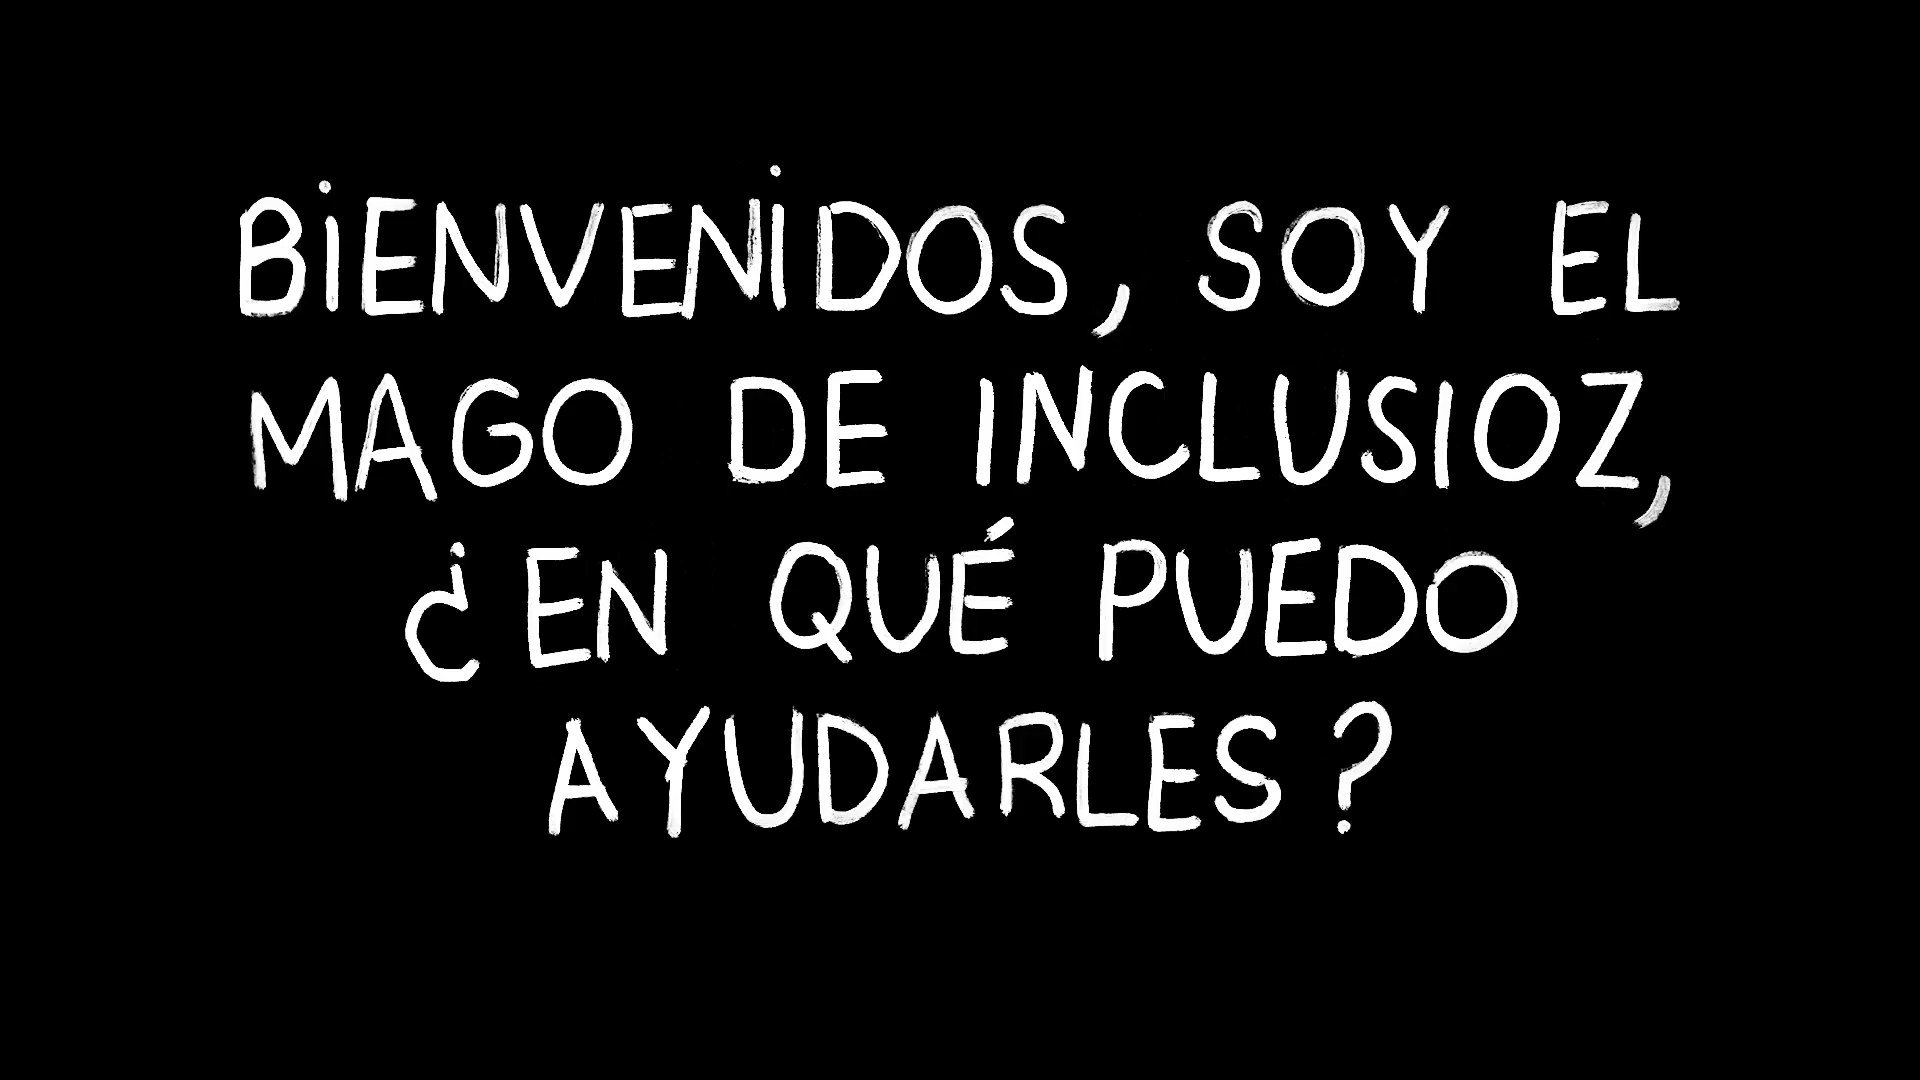 BiENVENiDOS, SOY EL
MAGO DE INCLUSIOZ,
¿EN QUÉ PUEDO
AYUDARLES?